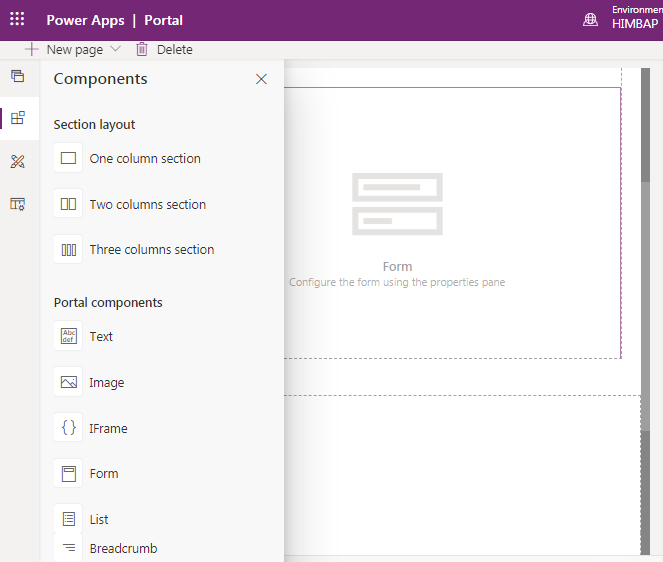 Power Apps | Portal
Environmen
HIMBAP
New page
Delete
Components
Section layout
One column section
Two columns section
Three columns section
Portal components
Abc
def
Text
Image
IFrame
Form
List
Breadcrumb
Form
Configure the form using the properties pane